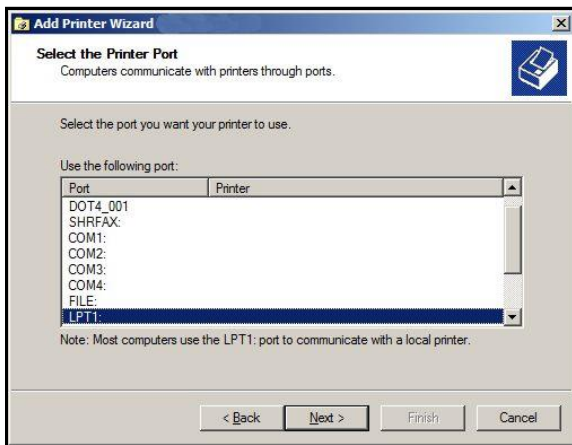 Add Printer Wizard
Select the Printer Port
Computers communicate with printers through ports.
Select the port you want your printer to use.
Use the following port:
Port Printer
DOT4_001
SHRFAX:
COM1:
COM2:
COM3:
COM4:
FILE:
LPT1:
Note: Most computers use the LPT1: port to communicate with a local printer.
< Back Next > Finish Cancel